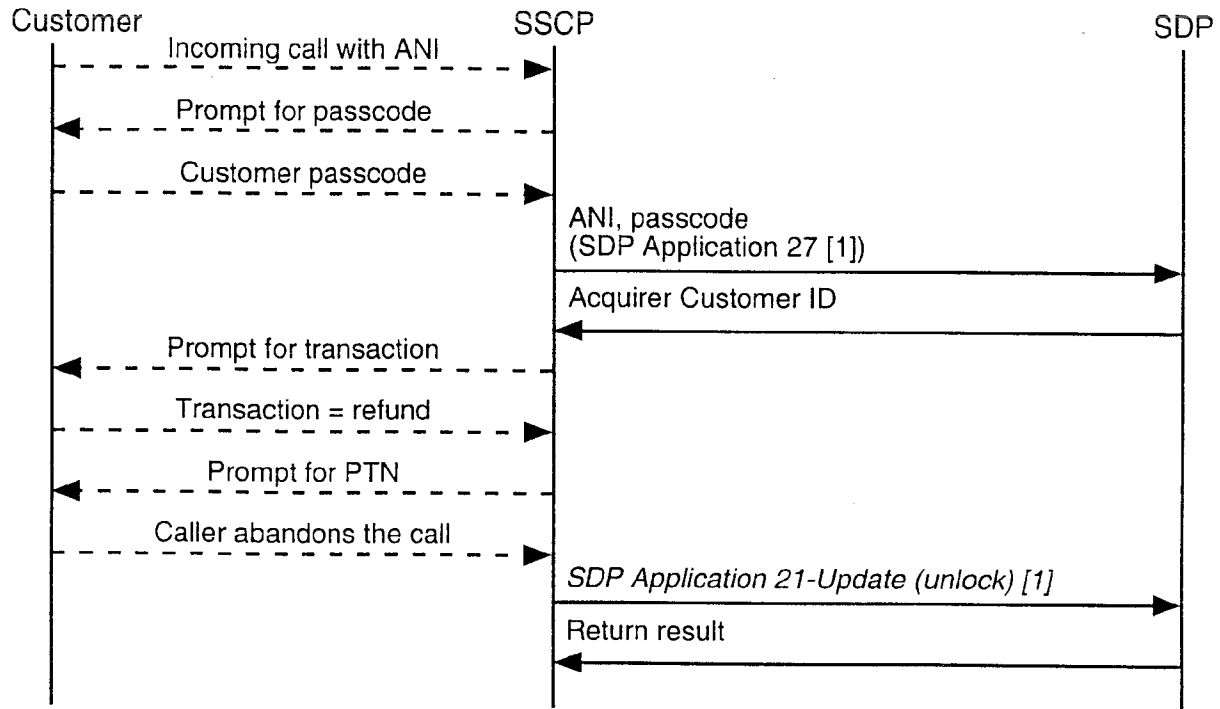 Customer
SSCP
SDP
Incoming call with ANI
Prompt for passcode
Customer passcode
ANI, passcode
(SDP Application 27 [1])
Acquirer Customer ID
Prompt for transaction
Transaction = refund
Prompt for PTN
Caller abandons the call
SDP Application 21-Update (unlock) [1]
Return result